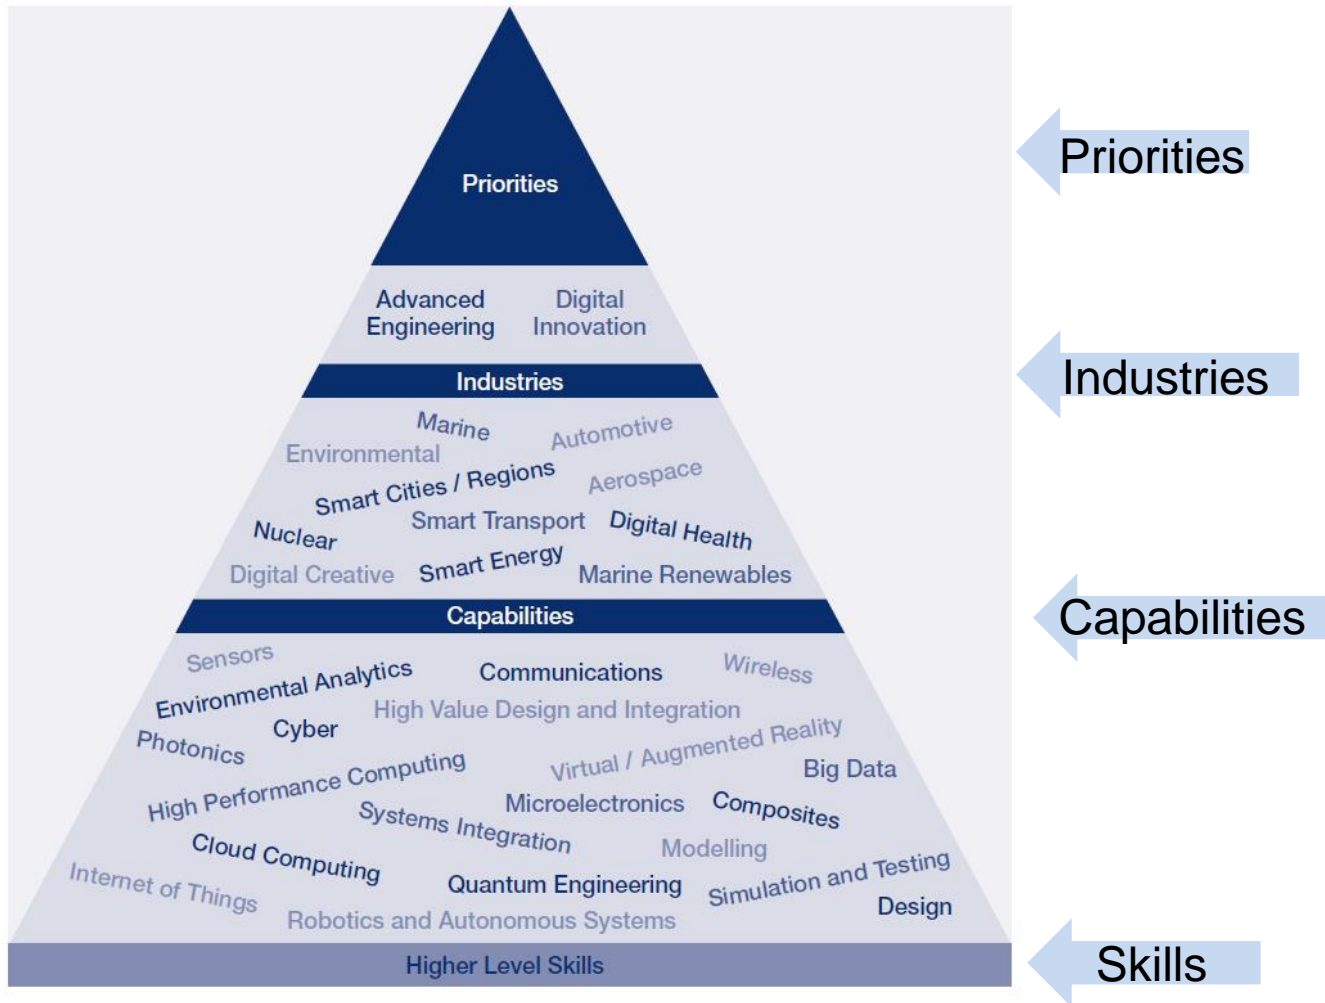 Priorities
Priorities
Advanced
Engineering
Digital
Innovation
Industries
Industries
Marine
Automotive
Environmental
Smart Cities / Regions
Aerospace
Nuclear
Smart Transport
Digital Health
Digital Creative
Smart Energy
Marine Renewables
Capabilities
Capabilities
Sensors
Environmental Analytics
Communications
Wireless
High Value Design and Integration
Cyber
Photonics
Virtual / Augmented Reality
Big Data
High Performance Computing
Microelectronics
Composites
Systems Integration
Modelling
Cloud Computing
Internet of Things
Quantum Engineering
Simulation and Testing
Design
Robotics and Autonomous Systems
Higher Level Skills
Skills